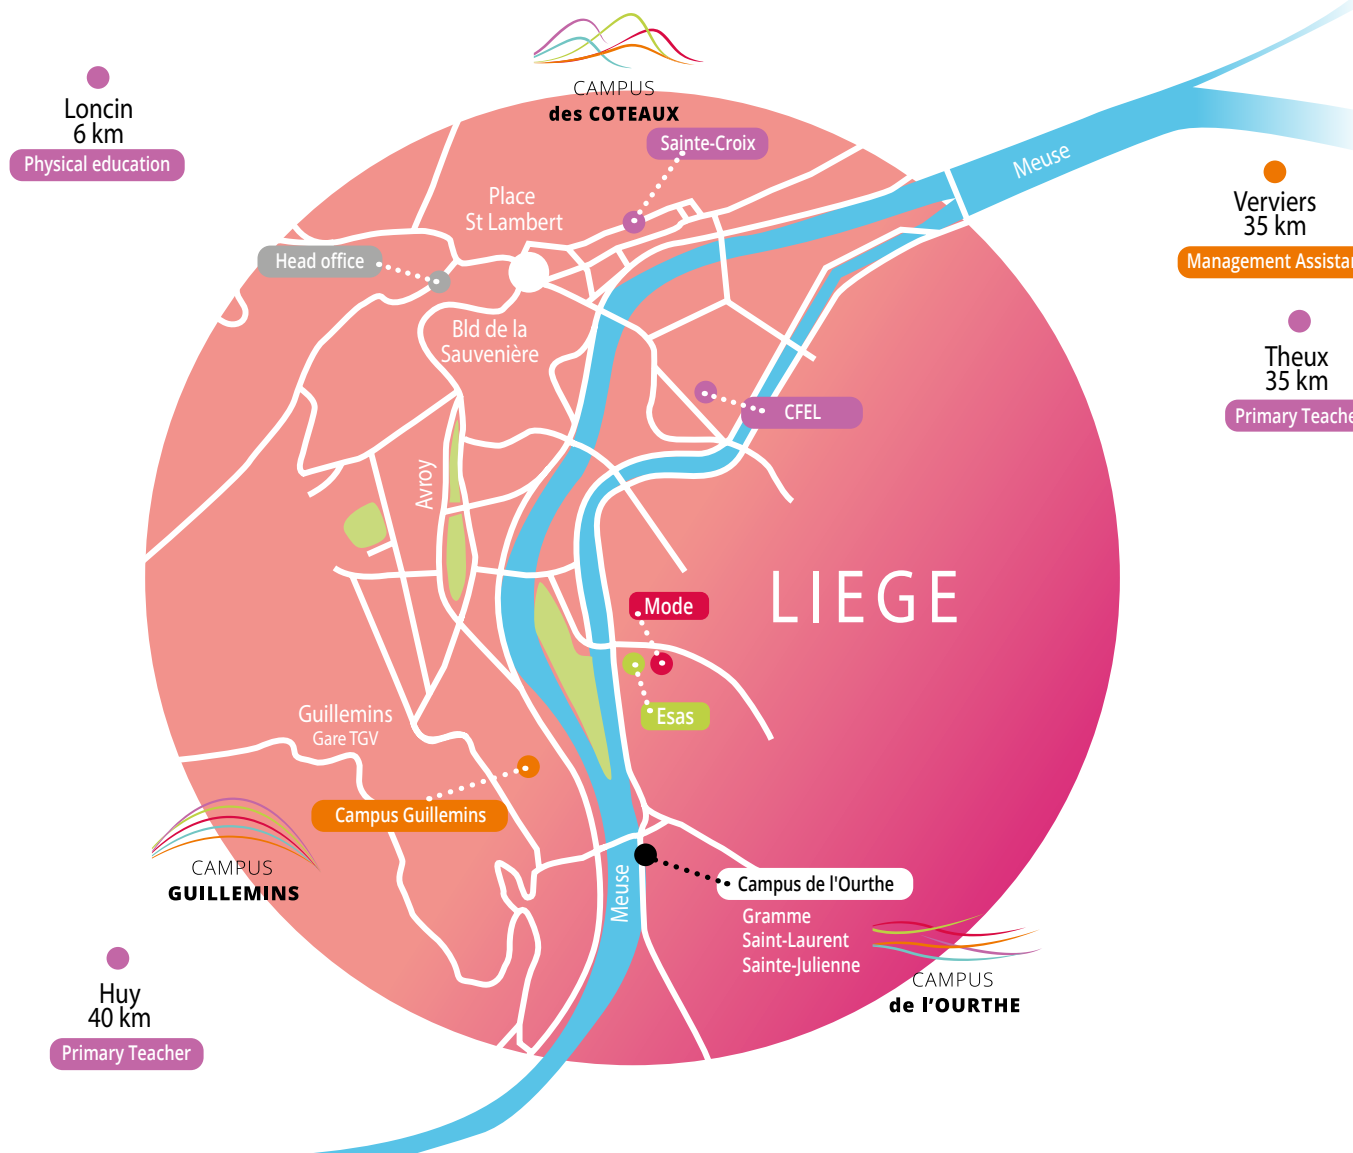 CAMPUS
des COTEAUX
Loncin
6 km
Physical education
Sainte-Croix
Meuse
Place
St Lambert
Verviers
35 km
Management Assistan
Head office
Bld de la
Sauvenière
Theux
35 km
Primary Teache
CFEL
Avroy
LIEGE
Mode
Esas
Guillemins
Gare TGV
Campus Guillemins
CAMPUS
GUILLEMINS
Meuse
Campus de l'Ourthe
Gramme
Saint-Laurent
Sainte-Julienne
CAMPUS
de l’OURTHE
Huy
40 km
Primary Teacher